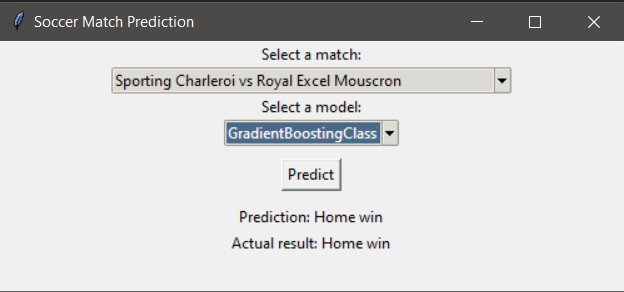 Soccer Match Prediction
Select a match:
Sporting Charleroi vs Royal Excel Mouscron
Select a model:
GradientBoostingClass
Predict
Prediction: Home win
Actual result: Home win